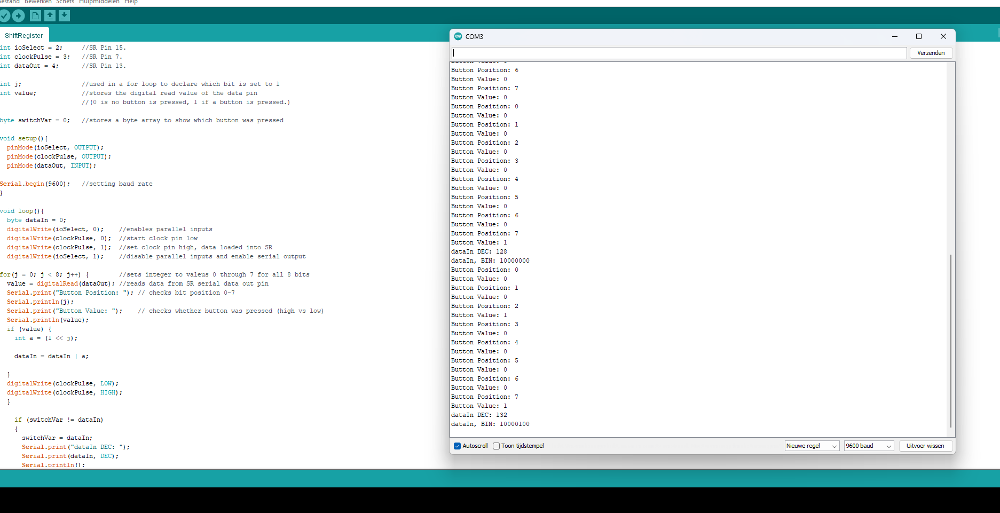 Bestand Bewerken Schets Hulpmiddelen Help
ShiftRegister
int ioSelect = 2;     //SR Pin 15.
int clockPulse = 3;   //SR Pin 7.
int dataOut = 4;      //SR Pin 13.
int j;                //used in a for loop to declare which bit is set to 1
int value;            //stores the digital read value of the data pin
//(0 is no button is pressed, 1 if a button is pressed.)
byte switchVar = 0;   //stores a byte array to show which button was pressed
void setup(){
pinMode(ioSelect, OUTPUT);
pinMode(clockPulse, OUTPUT);
pinMode(dataOut, INPUT);
Serial.begin(9600);   //setting baud rate
}
void loop(){
byte dataIn = 0;
digitalWrite(ioSelect, 0);    //enables parallel inputs
digitalWrite(clockPulse, 0);  //start clock pin low
digitalWrite(clockPulse, 1);  //set clock pin high, data loaded into SR
digitalWrite(ioSelect, 1);    //disable parallel inputs and enable serial output
for(j = 0; j < 8; j++) {        //sets integer to valeus 0 through 7 for all 8 bits
value = digitalRead(dataOut); //reads data from SR serial data out pin
Serial.print("Button Position: "); // checks bit position 0-7
Serial.println(j);
Serial.print("Button Value: ");    // checks whether button was pressed (high vs low)
Serial.println(value);
if (value) {
int a = (1 << j);
dataIn = dataIn | a;
}
digitalWrite(clockPulse, LOW);
digitalWrite(clockPulse, HIGH);
}
if (switchVar != dataIn)
{
switchVar = dataIn;
Serial.print("dataIn DEC: ");
Serial.print(dataIn, DEC);
Serial.println();
COM3
Verzenden
Button Value: 0
Button Position: 6
Button Value: 0
Button Position: 7
Button Value: 0
Button Position: 0
Button Value: 0
Button Position: 1
Button Value: 0
Button Position: 2
Button Value: 0
Button Position: 3
Button Value: 0
Button Position: 4
Button Value: 0
Button Position: 5
Button Value: 0
Button Position: 6
Button Value: 0
Button Position: 7
Button Value: 1
dataIn DEC: 128
dataIn, BIN: 10000000
Button Position: 0
Button Value: 0
Button Position: 1
Button Value: 0
Button Position: 2
Button Value: 1
Button Position: 3
Button Value: 0
Button Position: 4
Button Value: 0
Button Position: 5
Button Value: 0
Button Position: 6
Button Value: 0
Button Position: 7
Button Value: 1
dataIn DEC: 132
dataIn, BIN: 10000100
Autoscroll Toon tijdstempel Nieuwe regel 9600 baud Uitvoer wissen